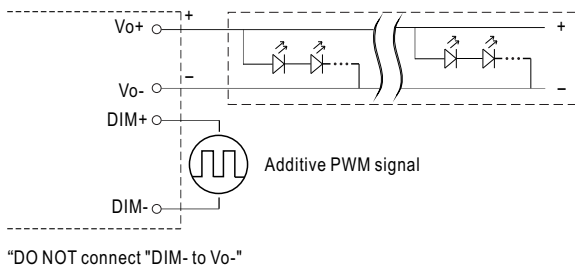 Vo+
+
+
−
Vo-
−
DIM+
Additive PWM signal
DIM-
“DO NOT connect "DIM- to Vo-"